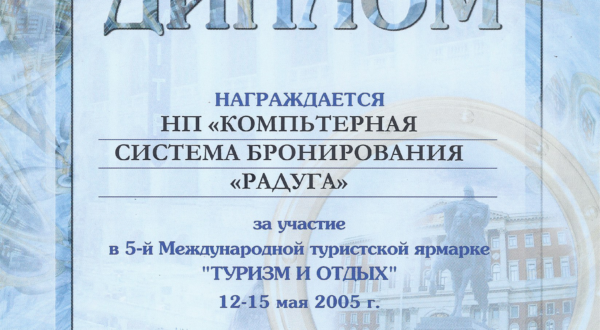 ДИПЛОМ
НАГРАЖДАЕТСЯ
НП «КОМПЬТЕРНАЯ
СИСТЕМА БРОНИРОВАНИЯ
«РАДУГА»
за участие
в 5-й Международной туристской ярмарке
"ТУРИЗМ И ОТДЫХ"
12-15 мая 2005 г.